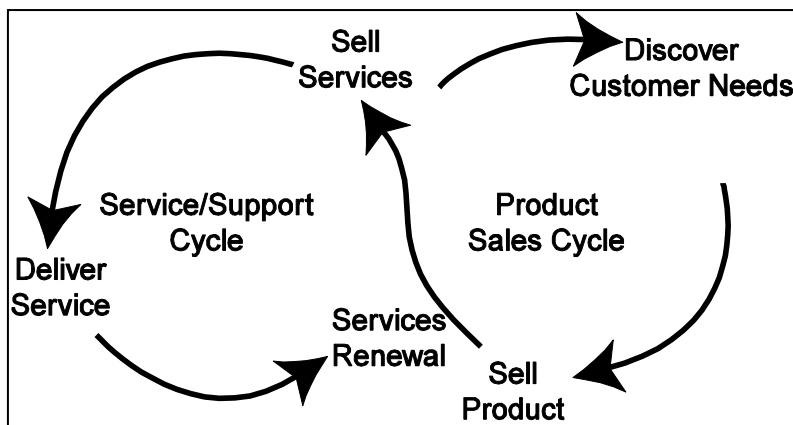 Sell
Services
Discover
Customer Needs
Service/Support
Cycle
Product
Sales Cycle
Deliver
Service
Services
Renewal
Sell
Product